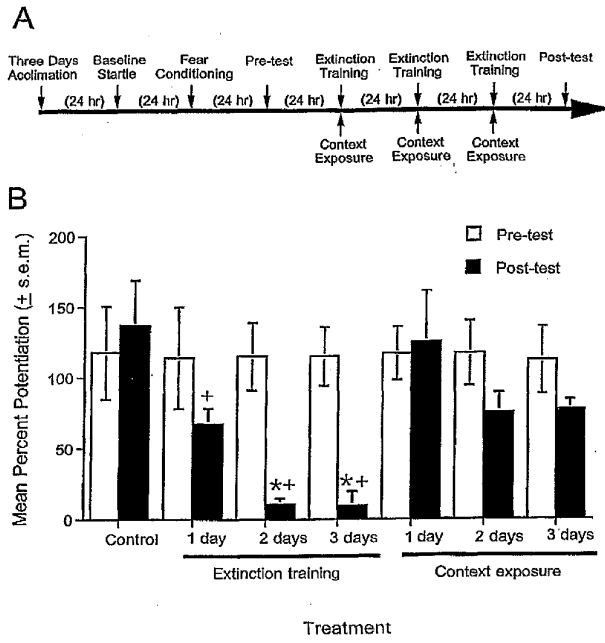 A
Three Days Acclimation
Baseline Startle
Fear Conditioning
Pre-test
Extinction Training
Extinction Training
Extinction Training
Post-test
(24 hr) (24 hr) (24 hr) (24 hr) (24 hr) (24 hr) (24 hr)
Context Exposure
Context Exposure
Context Exposure
B
Mean Percent Potentiation (± s.e.m.)
200
150
100
50
0
Pre-test
Post-test
+
*+
*+
Control
1 day
2 days
3 days
1 day
2 days
3 days
Extinction training
Context exposure
Treatment